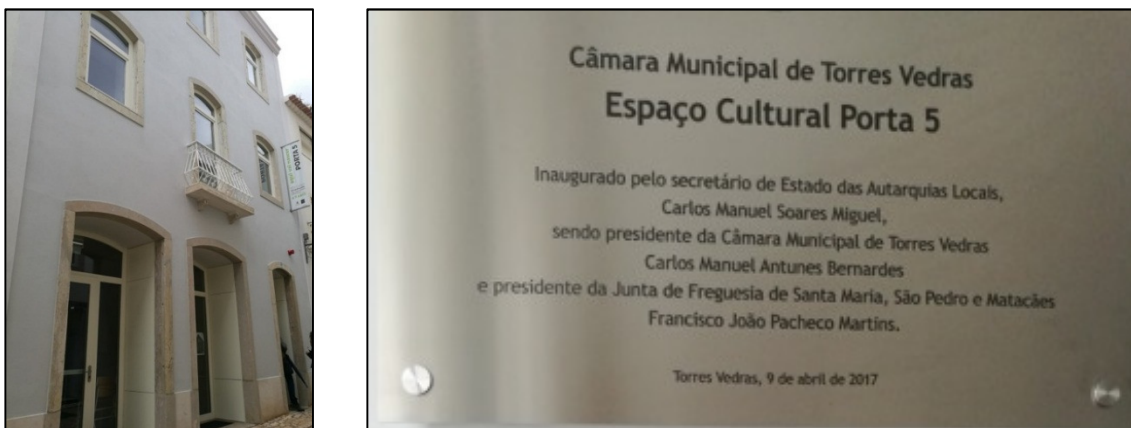 PORTA 5
Câmara Municipal de Torres Vedras
Espaço Cultural Porta 5
Inaugurado pelo secretário de Estado das Autarquias Locais,
Carlos Manuel Soares Miguel,
sendo presidente da Câmara Municipal de Torres Vedras
Carlos Manuel Antunes Bernardes
e presidente da Junta de Freguesia de Santa Maria, São Pedro e Matacães
Francisco João Pacheco Martins.
Torres Vedras, 9 de abril de 2017